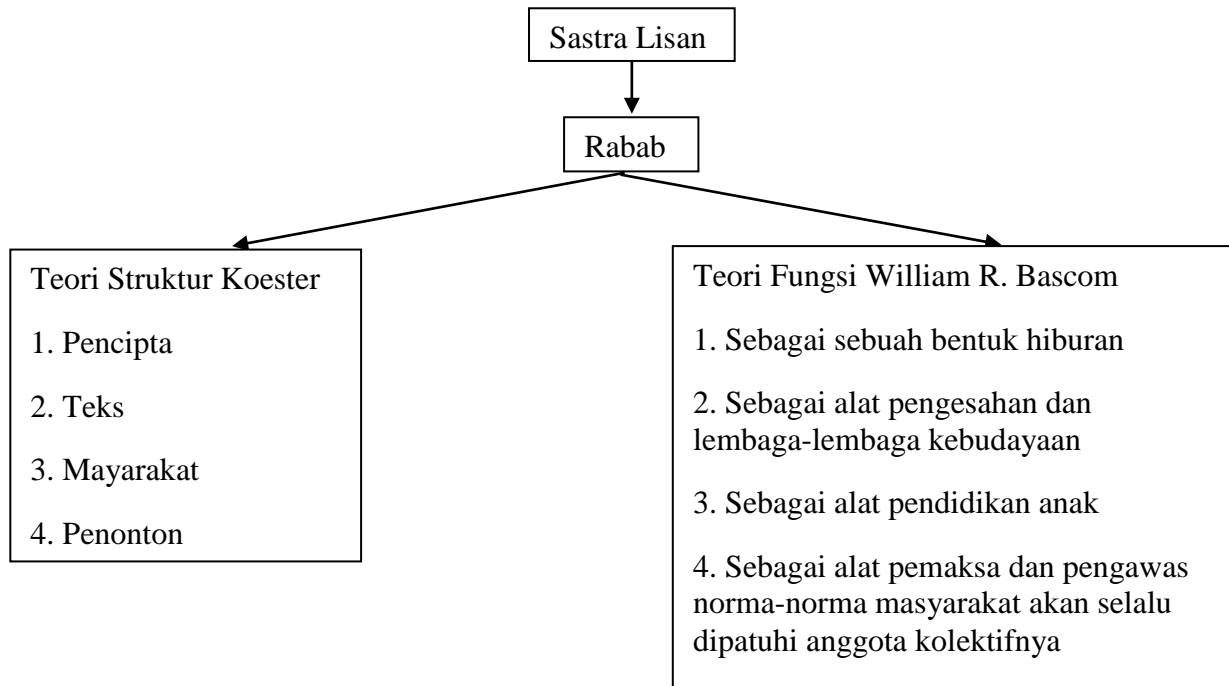 Sastra Lisan
Rabab
Teori Struktur Koester
1. Pencipta
2. Teks
3. Mayarakat
4. Penonton
Teori Fungsi William R. Bascom
1. Sebagai sebuah bentuk hiburan
2. Sebagai alat pengesahan dan
lembaga-lembaga kebudayaan
3. Sebagai alat pendidikan anak
4. Sebagai alat pemaksa dan pengawas
norma-norma masyarakat akan selalu
dipatuhi anggota kolektifnya